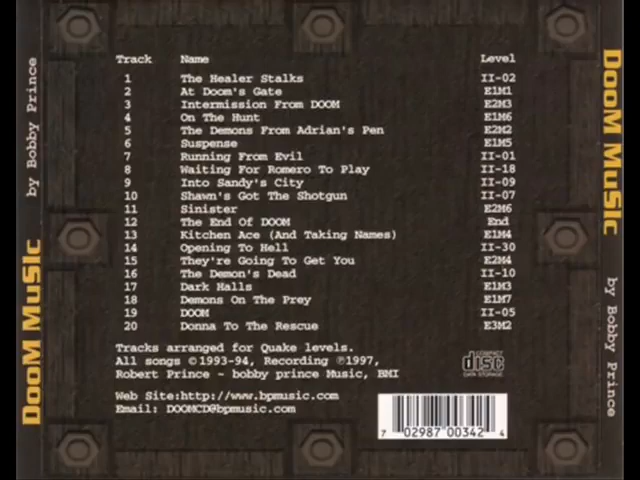 DooM MuSIc by Bobby Prince
Track Name Level
1 The Healer Stalks II-02
2 At Doom's Gate E1M1
3 Intermission From DOOM E2M3
4 On The Hunt E1M6
5 The Demons From Adrian's Pen E2M2
6 Suspense E1M5
7 Running From Evil II-01
8 Waiting For Romero To Play II-18
9 Into Sandy's City II-09
10 Shawn's Got The Shotgun II-07
11 Sinister E2M6
12 The End Of DOOM End
13 Kitchen Ace (And Taking Names) E1M4
14 Opening To Hell II-30
15 They're Going To Get You E2M4
16 The Demon's Dead II-10
17 Dark Halls E1M3
18 Demons On The Prey E1M7
19 DOOM II-05
20 Donna To The Rescue E3M2
Tracks arranged for Quake levels.
All songs ©1993-94, Recording ℗1997,
Robert Prince ~ bobby prince Music, BMI
Web Site:http://www.bpmusic.com
Email: DOOMCD@bpmusic.com
COMPACT
disc
DATA STORAGE
7 02987 00342 4
DooM MuSIc by Bobby Prince